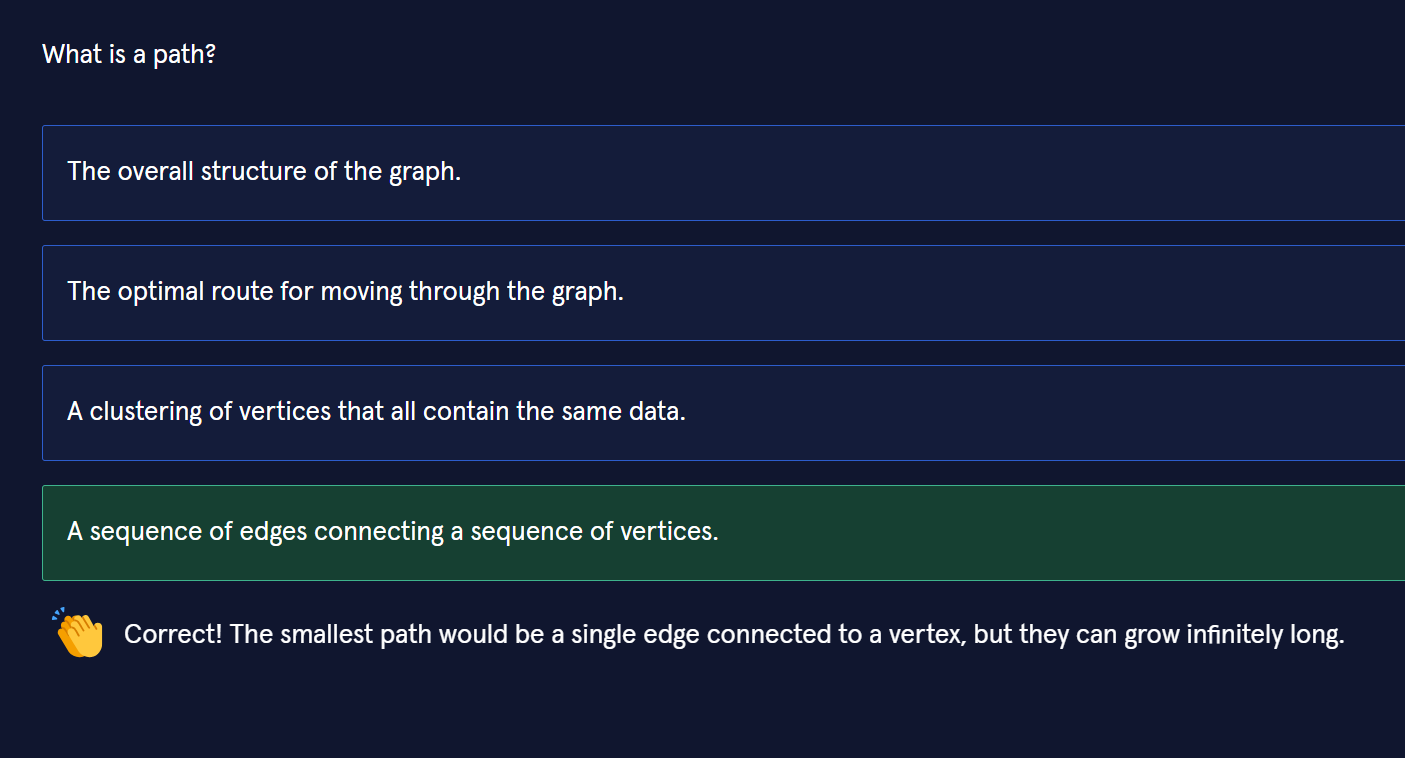 What is a path?
The overall structure of the graph.
The optimal route for moving through the graph.
A clustering of vertices that all contain the same data.
A sequence of edges connecting a sequence of vertices.
Correct! The smallest path would be a single edge connected to a vertex, but they can grow infinitely long.